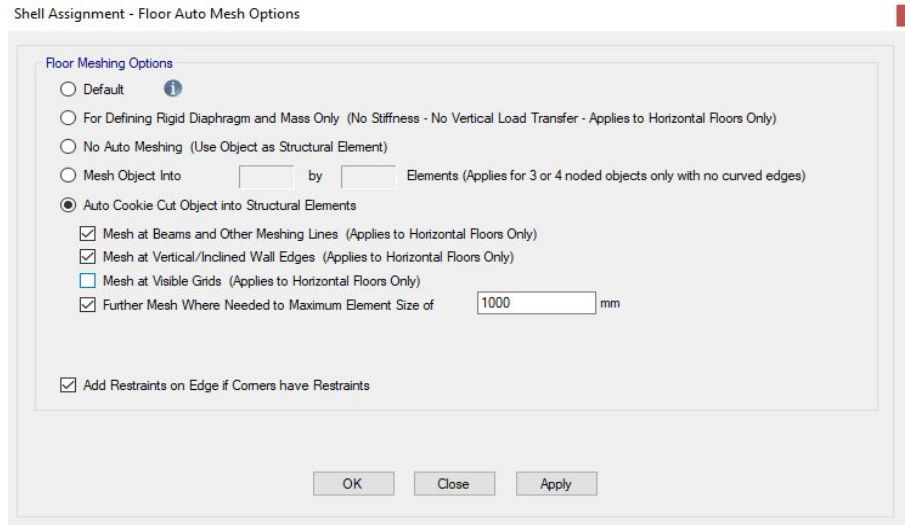 Shell Assignment - Floor Auto Mesh Options
Floor Meshing Options
Default i
For Defining Rigid Diaphragm and Mass Only (No Stiffness - No Vertical Load Transfer - Applies to Horizontal Floors Only)
No Auto Meshing (Use Object as Structural Element)
Mesh Object Into by Elements (Applies for 3 or 4 noded objects only with no curved edges)
Auto Cookie Cut Object into Structural Elements
Mesh at Beams and Other Meshing Lines (Applies to Horizontal Floors Only)
Mesh at Vertical/Inclined Wall Edges (Applies to Horizontal Floors Only)
Mesh at Visible Grids (Applies to Horizontal Floors Only)
Further Mesh Where Needed to Maximum Element Size of 1000 mm
Add Restraints on Edge if Corners have Restraints
OK Close Apply